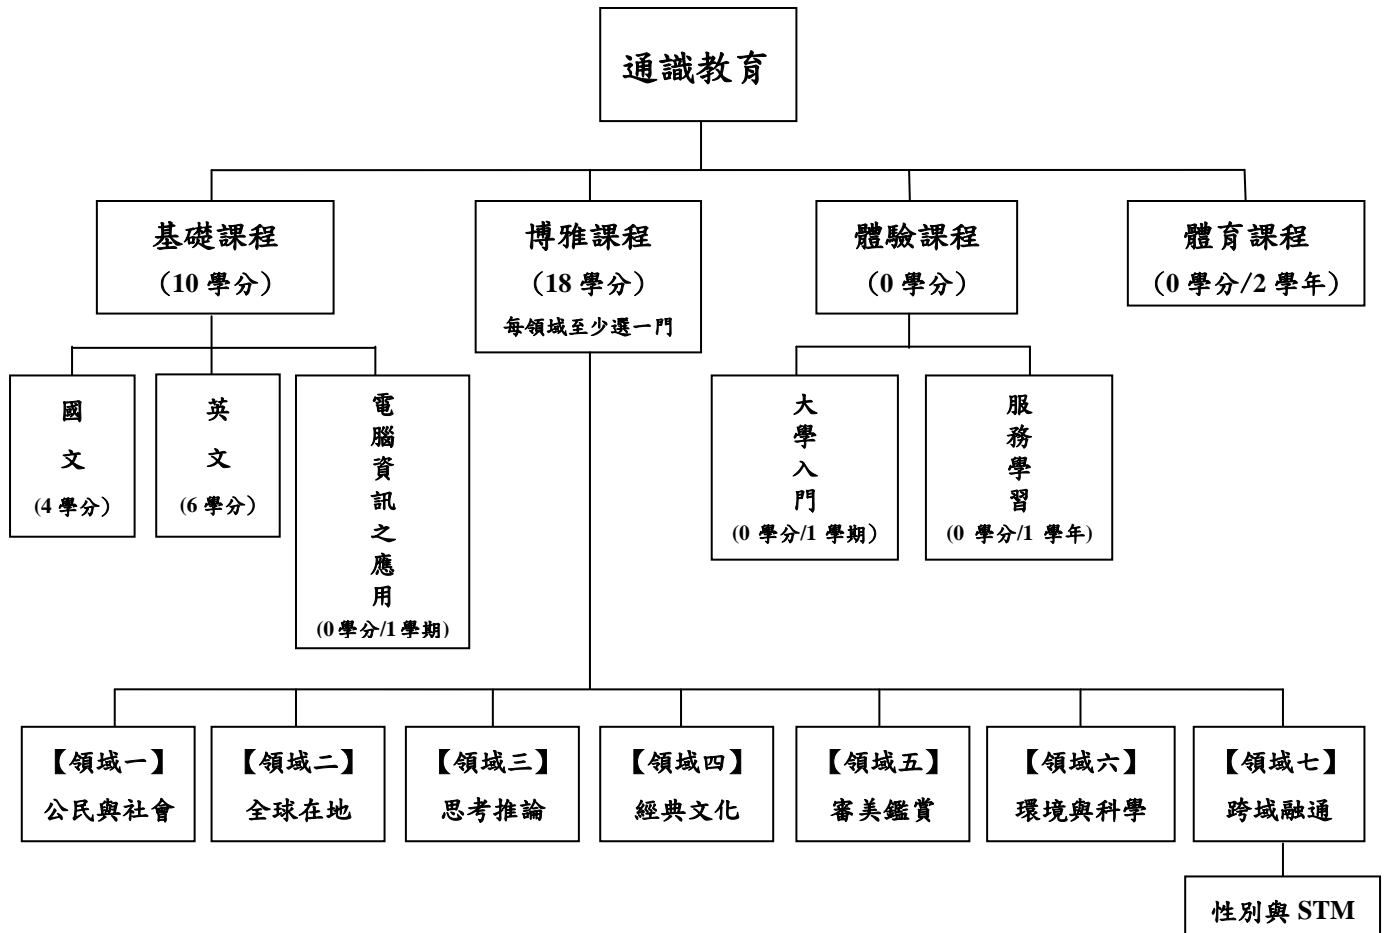 通識教育
基礎課程
（10 學分）
博雅課程
（18 學分）
每領域至少選一門
體驗課程
（0 學分）
體育課程
（0 學分/2 學年）
國文
(4 學分)
英文
(6 學分)
電腦資訊之應用
(0 學分/1 學期)
大學入門
(0 學分/1 學期)
服務學習
(0 學分/1 學年)
【領域一】
公民與社會
【領域二】
全球在地
【領域三】
思考推論
【領域四】
經典文化
【領域五】
審美鑑賞
【領域六】
環境與科學
【領域七】
跨域融通
性別與 STM